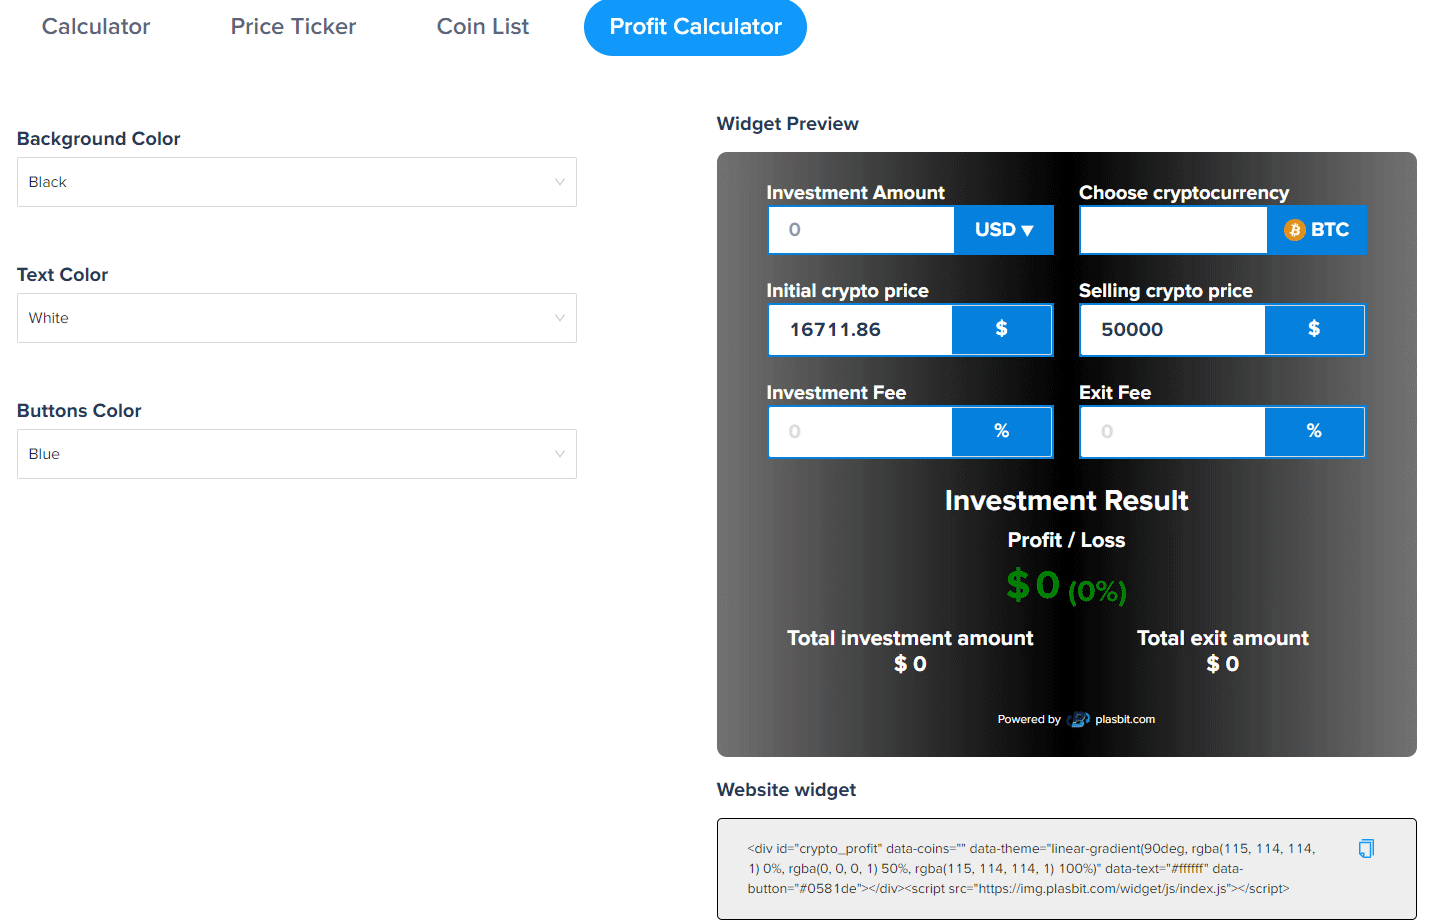 Calculator Price Ticker Coin List Profit Calculator
Background Color
Black
Text Color
White
Buttons Color
Blue
Widget Preview
Investment Amount Choose cryptocurrency
0 USD ▼ BTC
Initial crypto price Selling crypto price
16711.86 $ 50000 $
Investment Fee Exit Fee
0 % 0 %
Investment Result
Profit / Loss
$ 0 (0%)
Total investment amount Total exit amount
$ 0 $ 0
Powered by plasbit.com
Website widget
<div id="crypto_profit" data-coins="" data-theme="linear-gradient(90deg, rgba(115, 114, 114,
1) 0%, rgba(0, 0, 0, 1) 50%, rgba(115, 114, 114, 1) 100%)" data-text="#ffffff" data-
button="#0581de"></div><script src="https://img.plasbit.com/widget/js/index.js"></script>